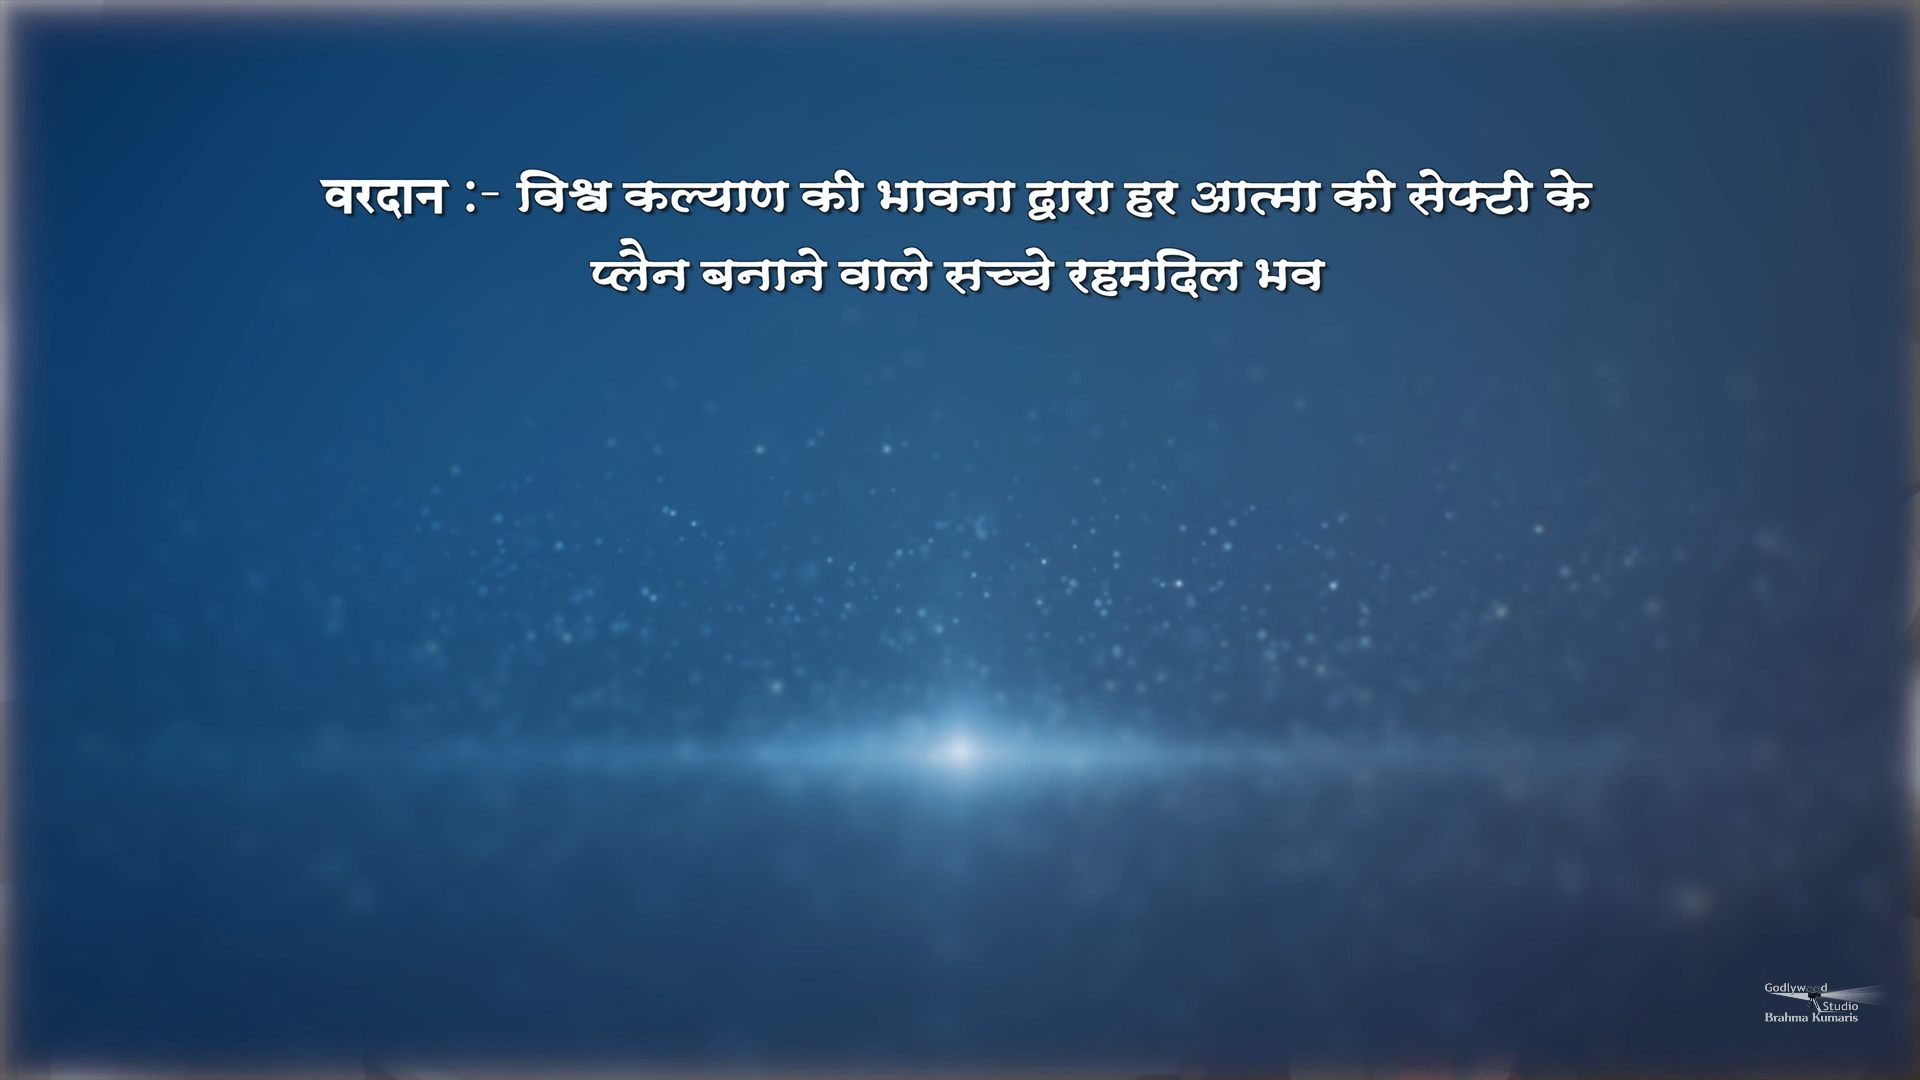 वरदान :- विश्व कल्याण की भावना द्वारा हर आत्मा की सेफ्टी के
प्लैन बनाने वाले सच्चे रहमदिल भव
Godlywood
Studio
Brahma Kumaris